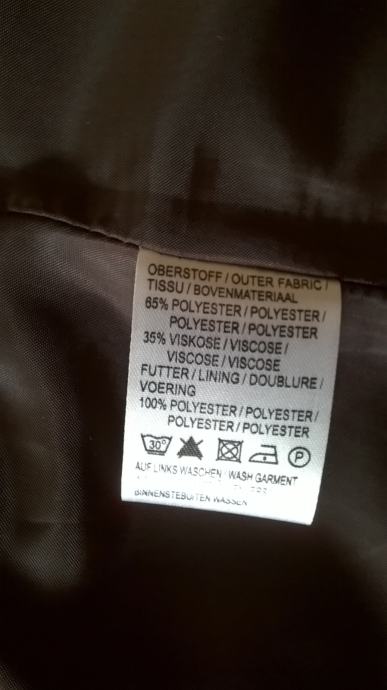 OBERSTOFF / OUTER FABRIC /
TISSU / BOVENMATERIAAL
65% POLYESTER / POLYESTER /
POLYESTER / POLYESTER
35% VISKOSE / VISCOSE /
VISCOSE / VISCOSE
FUTTER / LINING / DOUBLURE /
VOERING
100% POLYESTER / POLYESTER /
POLYESTER / POLYESTER
30° P
AUF LINKS WASCHEN / WASH GARMENT
BINNENSTEBUITEN WASSEN